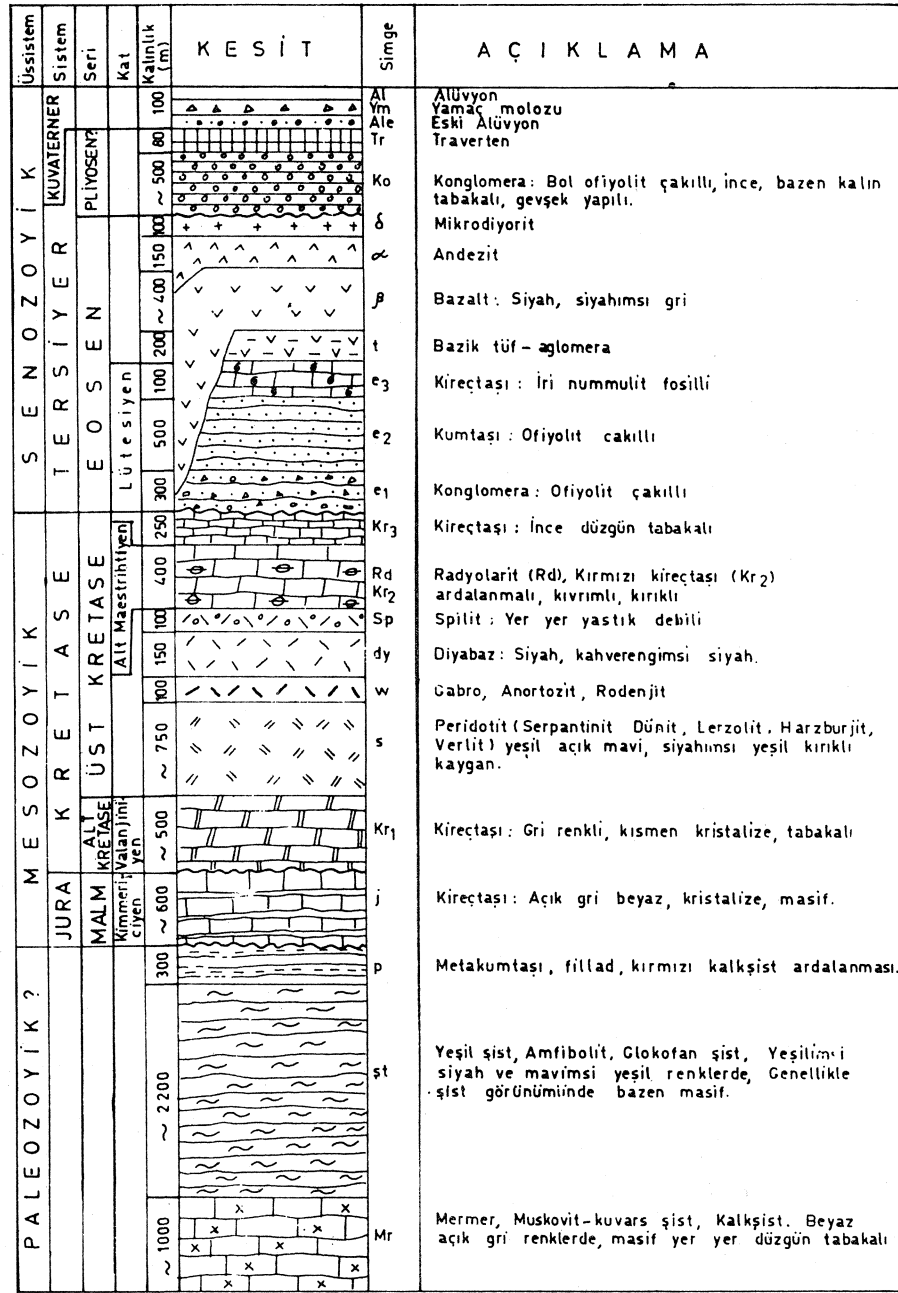 Üssistem
Sistem
Seri
Kat
Kalınlık (m)
KESİT
Simge
AÇIKLAMA
SENOZOYİK
MESOZOYİK
PALEOZOYİK ?
KUVATERNER
TERSİYER
KRETASE
JURA
PLİYOSEN?
EOSEN
ÜST KRETASE
ALT KRETASE
MALM
Lütesiyen
Alt Maestrihtiyen
Valanjiniyen
Kimmericiyen
100
80
~ 500
100
150
~ 400
200
100
500
300
250
400
100
150
100
~ 750
~ 500
~ 600
300
~ 2200
~ 1000
Al Alüvyon
Ym Yamaç molozu
Ale Eski Alüvyon
Tr Traverten
Ko Konglomera: Bol ofiyolit çakıllı, ince, bazen kalın
tabakalı, gevşek yapılı.
δ Mikrodiyorit
α Andezit
β Bazalt: Siyah, siyahımsı gri
t Bazik tüf - aglomera
e3 Kireçtaşı: İri nummulit fosilli
e2 Kumtaşı: Ofiyolit cakıllı
e1 Konglomera: Ofiyolit çakıllı
Kr3 Kireçtaşı: İnce düzgün tabakalı
Rd Radyolarit (Rd), Kırmızı kireçtaşı (Kr2)
Kr2 ardalanmalı, kıvrımlı, kırıklı
Sp Spilit: Yer yer yastık debili
dy Diyabaz: Siyah, kahverengimsi siyah.
w Gabro, Anortozit, Rodenjit
s Peridotit (Serpantinit Dünit, Lerzolit, Harzburjit,
Verlit) yeşil açık mavi, siyahımsı yeşil kırıklı
kaygan.
Kr1 Kireçtaşı: Gri renkli, kısmen kristalize, tabakalı
j Kireçtaşı: Açık gri beyaz, kristalize, masif.
p Metakumtaşı, fillad, kırmızı kalkşist ardalanması.
şt Yeşil şist, Amfibolit, Glokofan şist, Yeşilimsi
siyah ve mavimsi yeşil renklerde, Genellikle
şist görünümünde bazen masif.
Mr Mermer, Muskovit-kuvars şist, Kalkşist. Beyaz
açık gri renklerde, masif yer yer düzgün tabakalı